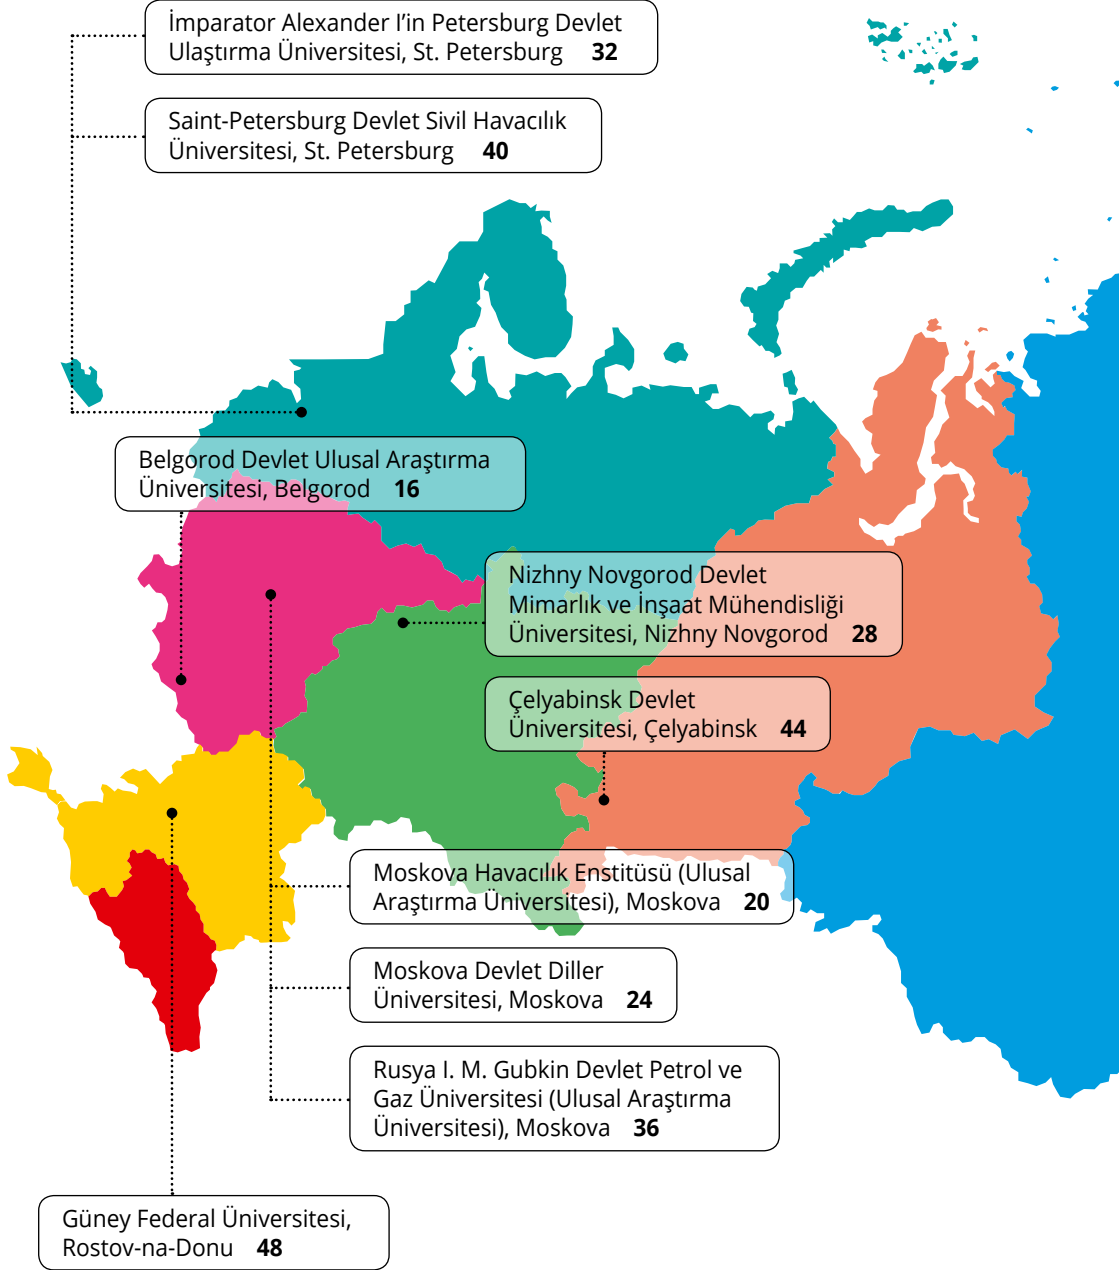 İmparator Alexander I’in Petersburg Devlet
Ulaştırma Üniversitesi, St. Petersburg 32
Saint-Petersburg Devlet Sivil Havacılık
Üniversitesi, St. Petersburg 40
Belgorod Devlet Ulusal Araştırma
Üniversitesi, Belgorod 16
Nizhny Novgorod Devlet
Mimarlık ve İnşaat Mühendisliği
Üniversitesi, Nizhny Novgorod 28
Çelyabinsk Devlet
Üniversitesi, Çelyabinsk 44
Moskova Havacılık Enstitüsü (Ulusal
Araştırma Üniversitesi), Moskova 20
Moskova Devlet Diller
Üniversitesi, Moskova 24
Rusya I. M. Gubkin Devlet Petrol ve
Gaz Üniversitesi (Ulusal Araştırma
Üniversitesi), Moskova 36
Güney Federal Üniversitesi,
Rostov-na-Donu 48